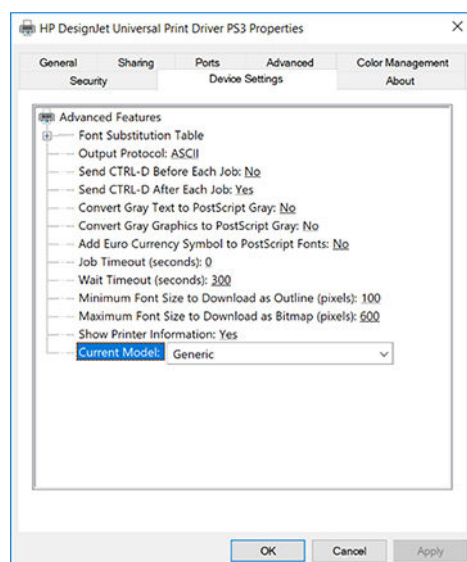 HP DesignJet Universal Print Driver PS3 Properties
General Sharing Ports Advanced Color Management
Security Device Settings About
Advanced Features
Font Substitution Table
Output Protocol: ASCII
Send CTRL-D Before Each Job: No
Send CTRL-D After Each Job: Yes
Convert Gray Text to PostScript Gray: No
Convert Gray Graphics to PostScript Gray: No
Add Euro Currency Symbol to PostScript Fonts: No
Job Timeout (seconds): 0
Wait Timeout (seconds): 300
Minimum Font Size to Download as Outline (pixels): 100
Maximum Font Size to Download as Bitmap (pixels): 600
Show Printer Information: Yes
Current Model: Generic
OK Cancel Apply